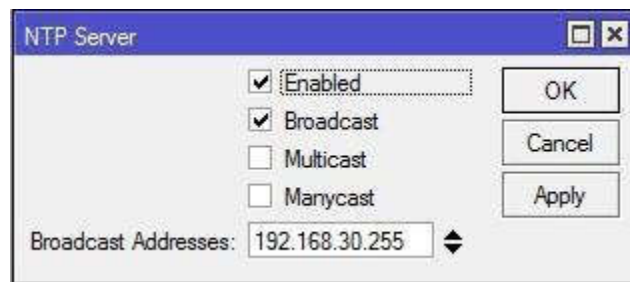 NTP Server
Enabled
Broadcast
Multicast
Manycast
Broadcast Addresses: 192.168.30.255
OK
Cancel
Apply